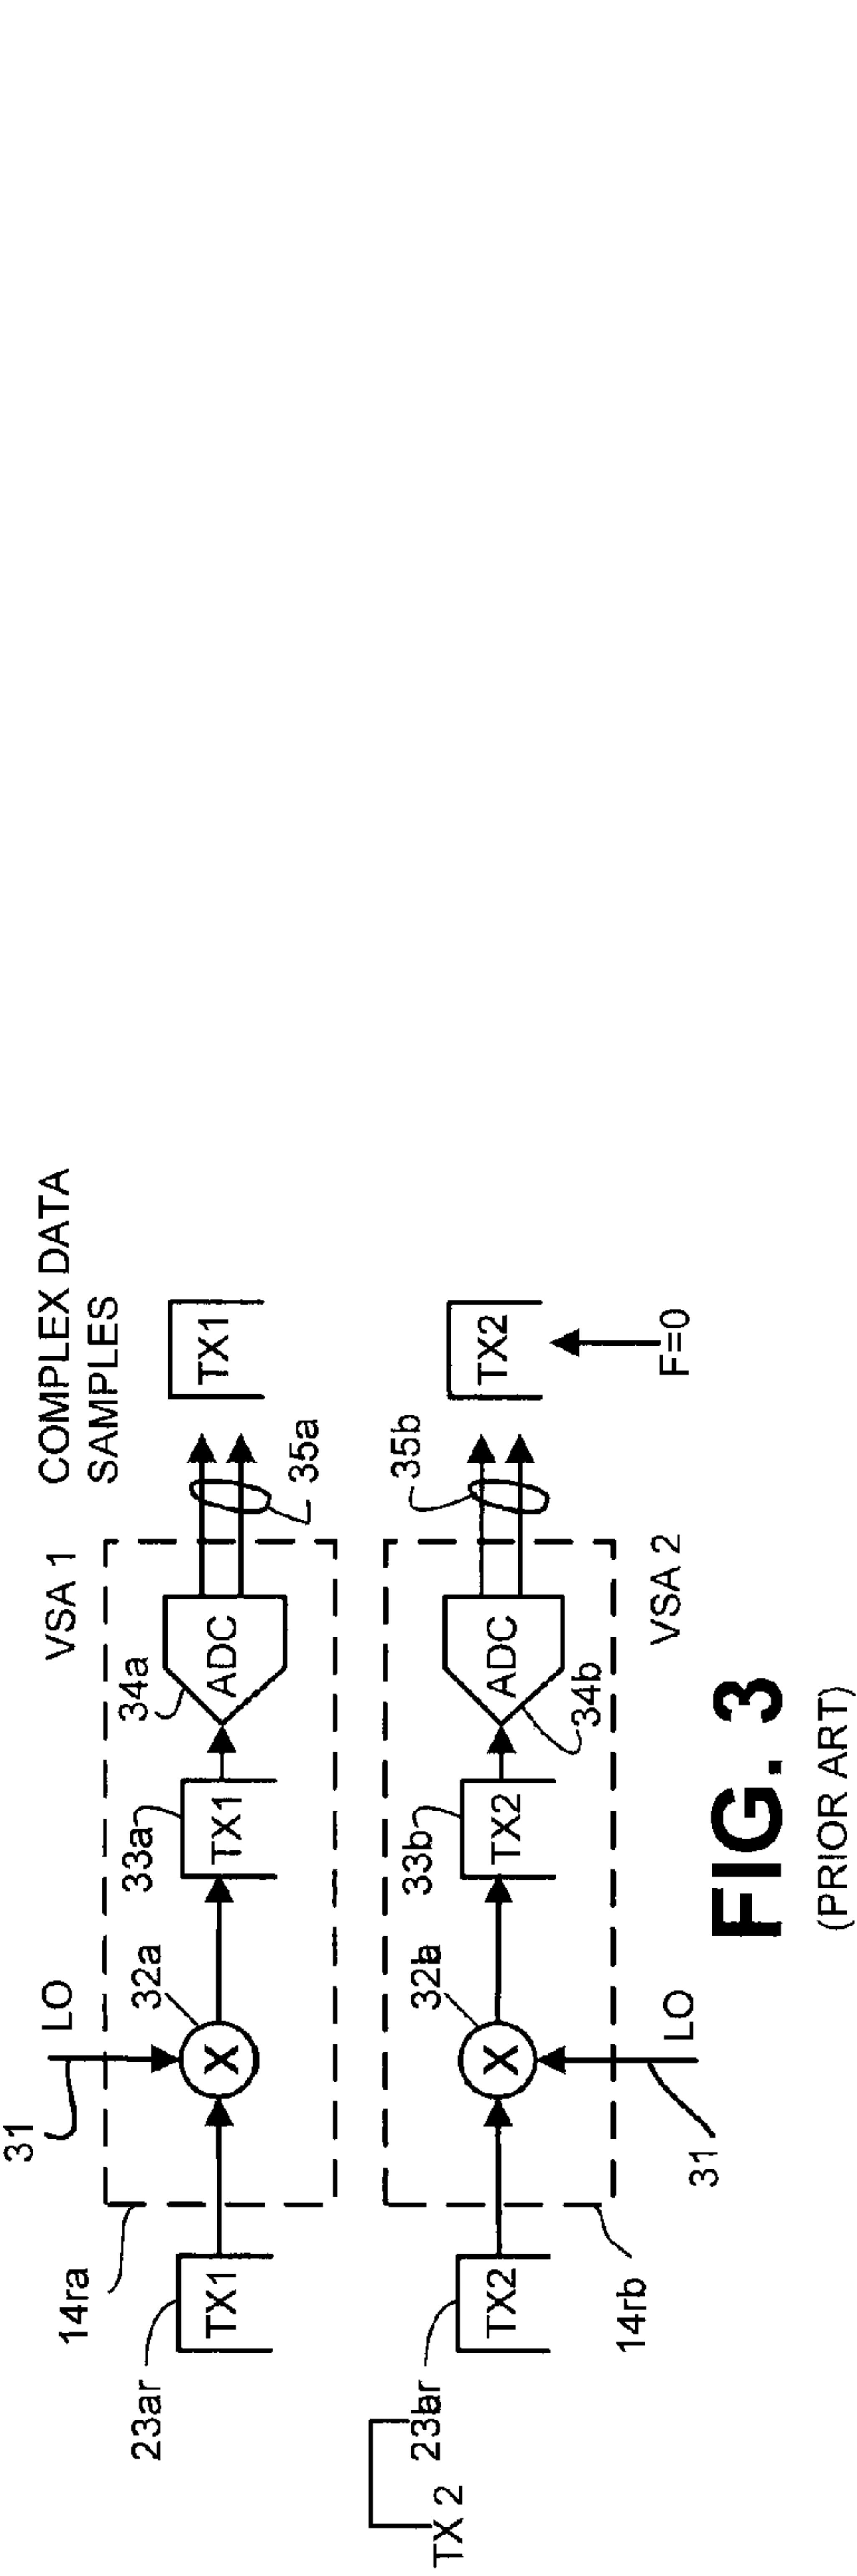 COMPLEX DATA
SAMPLES
31
LO
VSA 1
14ra
32a
33a
34a
23ar
TX1
X
TX1
ADC
TX1
35a
35b
TX 2
32b
33b
TX2
X
TX2
ADC
TX2
34b
14rb
31
LO
VSA 2
F=0
FIG. 3
(PRIOR ART)